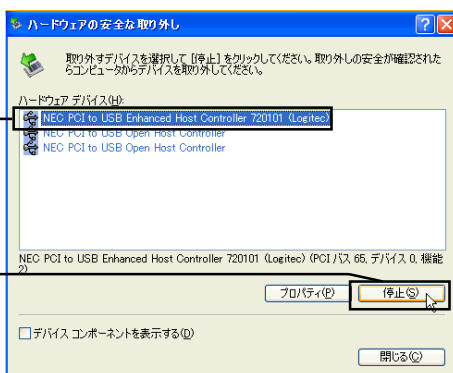 ハードウェアの安全な取り外し
取り外すデバイスを選択して [停止] をクリックしてください。取り外しの安全が確認された
らコンピュータからデバイスを取り外してください。
ハードウェア デバイス(H):
NEC PCI to USB Enhanced Host Controller 720101 (Logitec)
NEC PCI to USB Open Host Controller
NEC PCI to USB Open Host Controller
NEC PCI to USB Enhanced Host Controller 720101 (Logitec) (PCI バス 65, デバイス 0, 機能
2)
プロパティ(P) 停止(S)
デバイス コンポーネントを表示する(D)
閉じる(C)